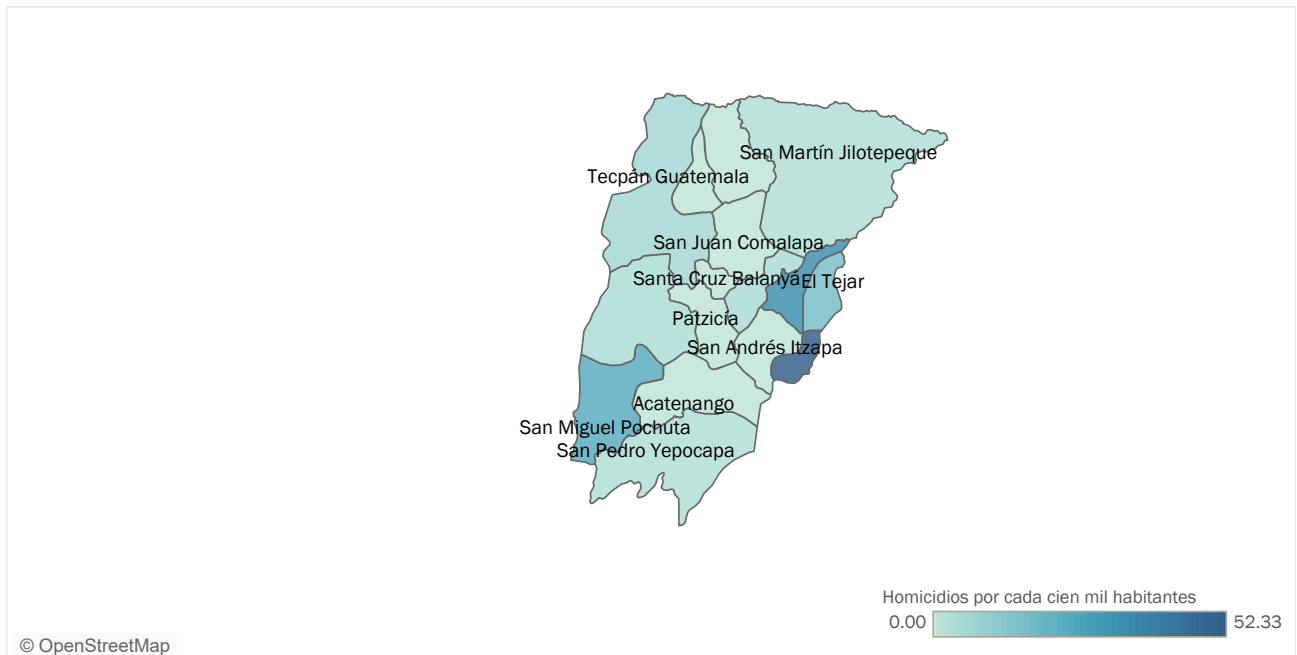 San Martín Jilotepeque
Tecpán Guatemala
San Juan Comalapa
Santa Cruz Balanyá
El Tejar
Patzicía
San Andrés Itzapa
Acatenango
San Miguel Pochuta
San Pedro Yepocapa
Homicidios por cada cien mil habitantes
0.00
52.33
© OpenStreetMap